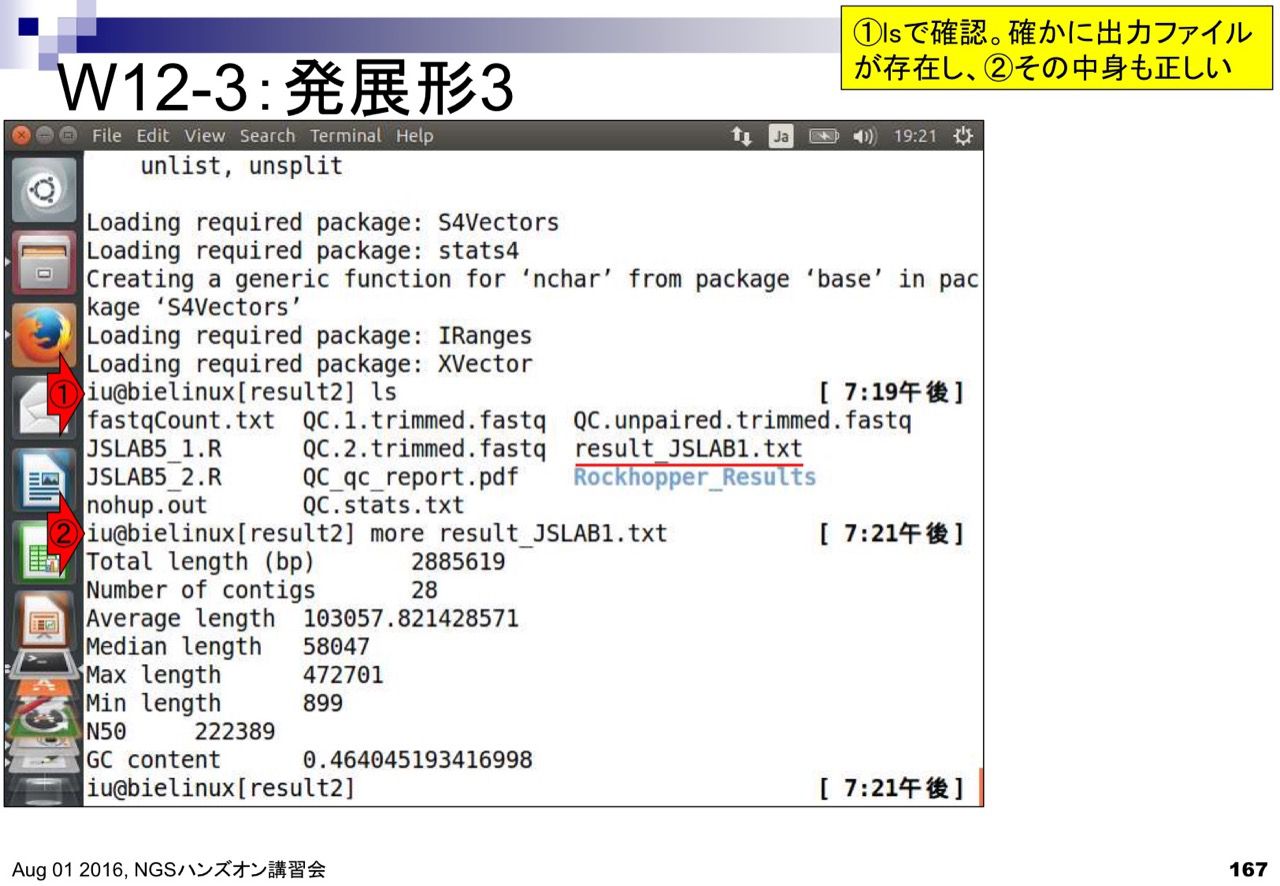 ①lsで確認。確かに出力ファイル
が存在し、②その中身も正しい
W12-3：発展形3
File Edit View Search Terminal Help Ja 19:21
unlist, unsplit
Loading required package: S4Vectors
Loading required package: stats4
Creating a generic function for ‘nchar’ from package ‘base’ in pac
kage ‘S4Vectors’
Loading required package: IRanges
Loading required package: XVector
① iu@bielinux[result2] ls [ 7:19午後]
fastqCount.txt QC.1.trimmed.fastq QC.unpaired.trimmed.fastq
JSLAB5_1.R QC.2.trimmed.fastq result_JSLAB1.txt
JSLAB5_2.R QC_qc_report.pdf Rockhopper_Results
nohup.out QC.stats.txt
② iu@bielinux[result2] more result_JSLAB1.txt [ 7:21午後]
Total length (bp) 2885619
Number of contigs 28
Average length 103057.821428571
Median length 58047
Max length 472701
Min length 899
N50 222389
GC content 0.464045193416998
iu@bielinux[result2] [ 7:21午後]
Aug 01 2016, NGSハンズオン講習会
167